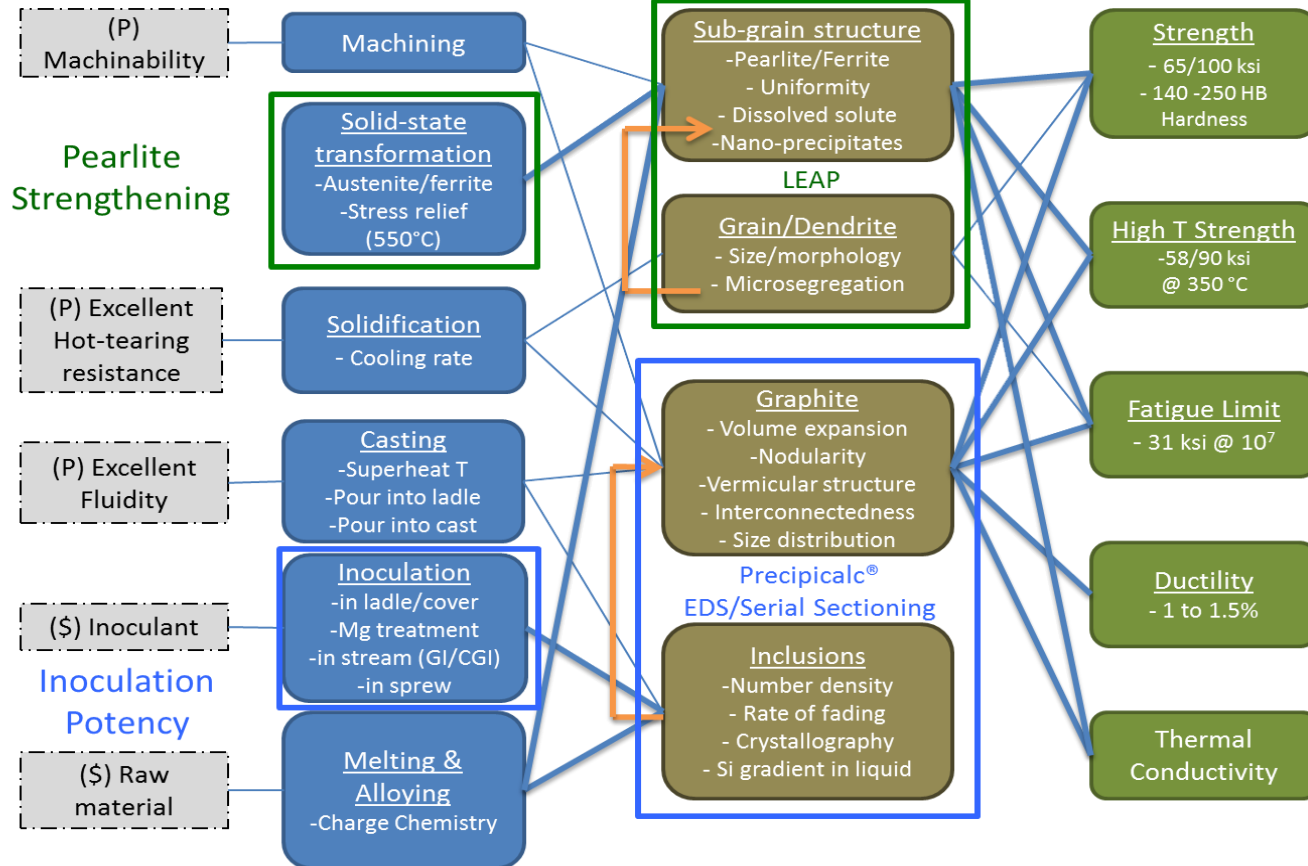 (P)
Machinability
Pearlite
Strengthening
(P) Excellent
Hot-tearing
resistance
(P) Excellent
Fluidity
($) Inoculant
Inoculation
Potency
($) Raw
material
Machining
Solid-state
transformation
-Austenite/ferrite
-Stress relief
(550°C)
Solidification
- Cooling rate
Casting
-Superheat T
-Pour into ladle
-Pour into cast
Inoculation
-in ladle/cover
-Mg treatment
-in stream (GI/CGI)
-in sprew
Melting &
Alloying
-Charge Chemistry
Sub-grain structure
-Pearlite/Ferrite
- Uniformity
- Dissolved solute
-Nano-precipitates
LEAP
Grain/Dendrite
- Size/morphology
- Microsegregation
Graphite
- Volume expansion
-Nodularity
-Vermicular structure
- Interconnectedness
- Size distribution
Precipicalc®
EDS/Serial Sectioning
Inclusions
-Number density
- Rate of fading
- Crystallography
- Si gradient in liquid
Strength
- 65/100 ksi
- 140 -250 HB
Hardness
High T Strength
-58/90 ksi
@ 350 °C
Fatigue Limit
- 31 ksi @ 10⁷
Ductility
- 1 to 1.5%
Thermal
Conductivity